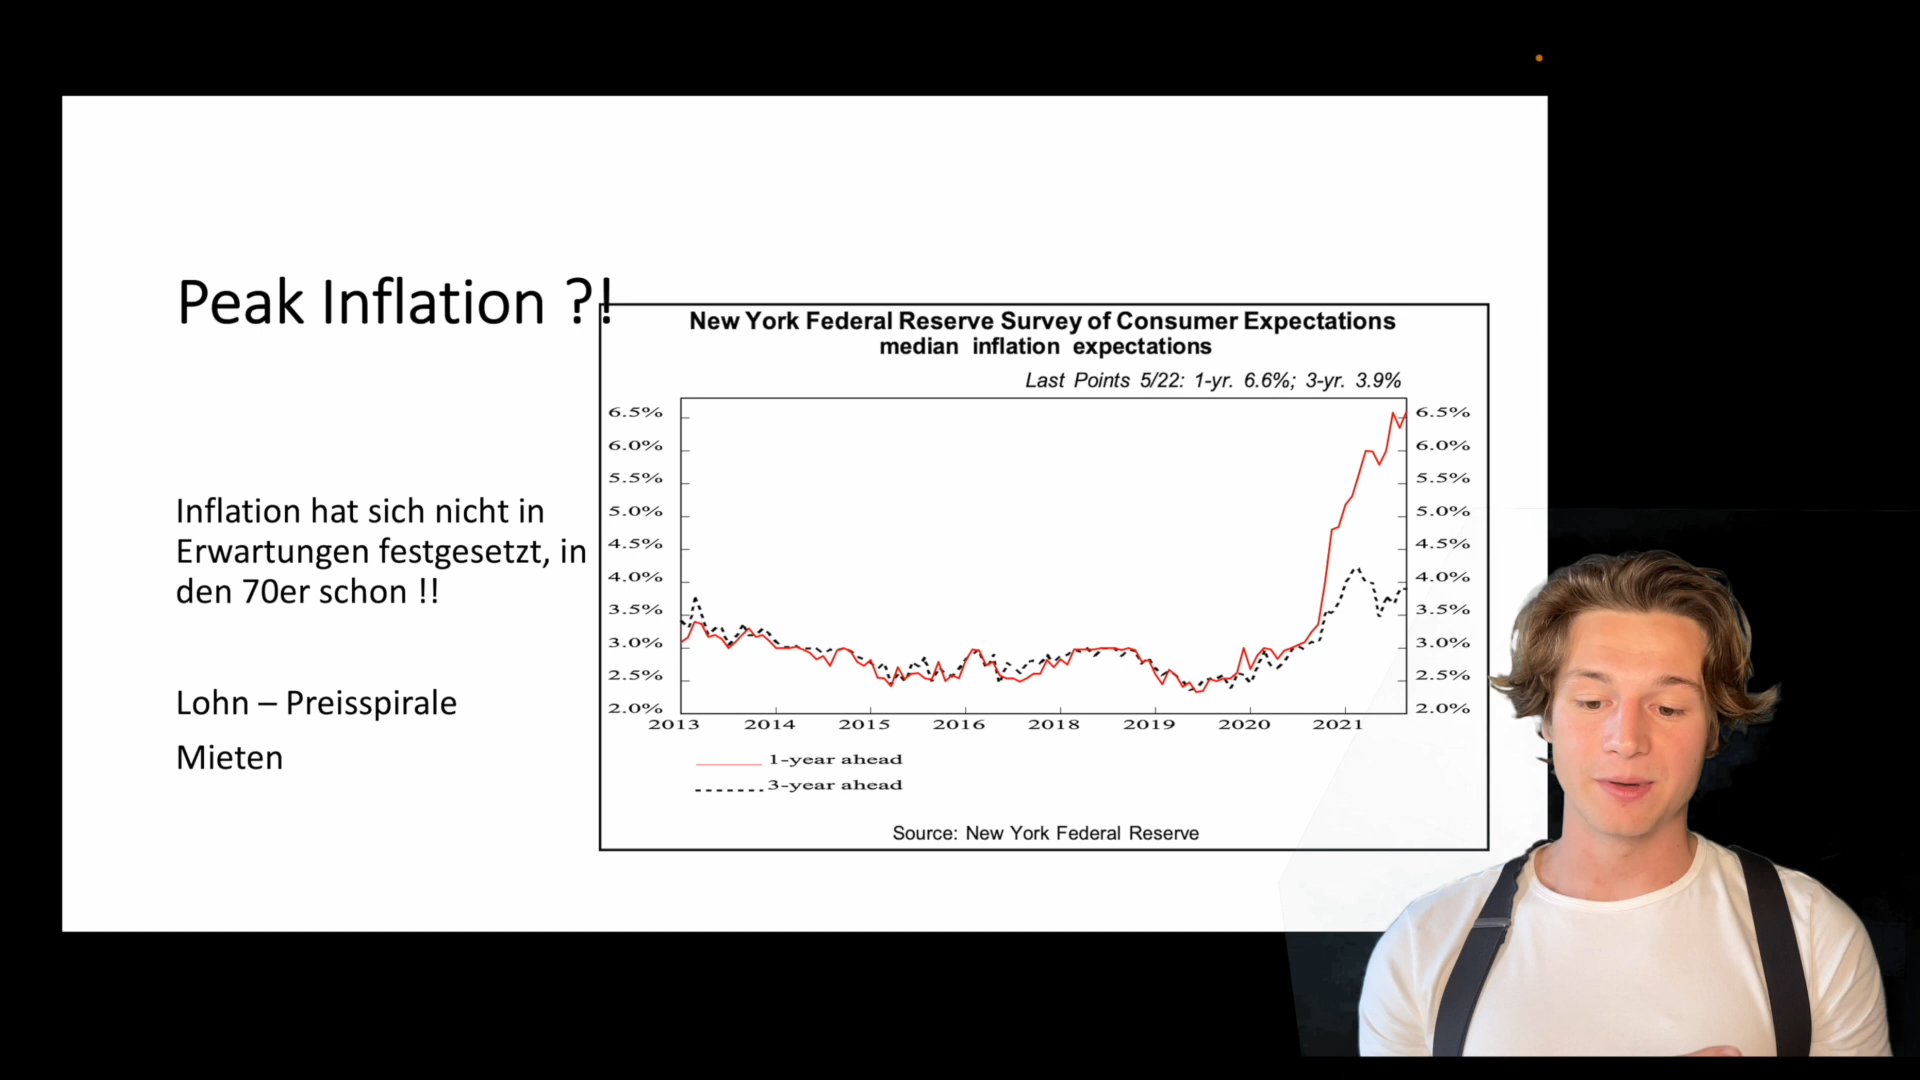 Peak Inflation ?!
Inflation hat sich nicht in
Erwartungen festgesetzt, in
den 70er schon !!
Lohn – Preisspirale
Mieten
New York Federal Reserve Survey of Consumer Expectations
median inflation expectations
Last Points 5/22: 1-yr. 6.6%; 3-yr. 3.9%
6.5% 6.5%
6.0% 6.0%
5.5% 5.5%
5.0% 5.0%
4.5% 4.5%
4.0% 4.0%
3.5% 3.5%
3.0% 3.0%
2.5% 2.5%
2.0% 2.0%
2013 2014 2015 2016 2018 2019 2020 2021
1-year ahead
3-year ahead
Source: New York Federal Reserve